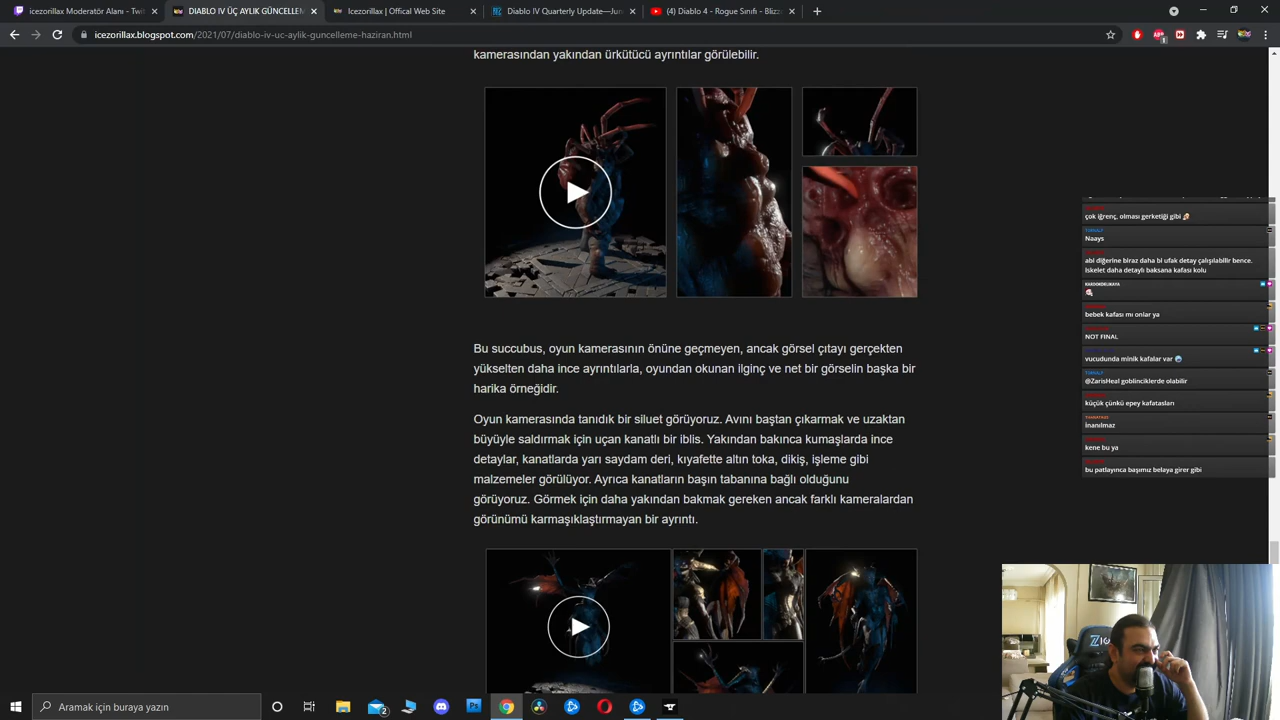 icezorillax Moderatör Alanı - Twi
DIABLO IV ÜÇ AYLIK GÜNCELLEM
Icezorillax | Offical Web Site
Diablo IV Quarterly Update—Jun
(4) Diablo 4 - Rogue Sınıfı - Blizz
icezorillax.blogspot.com/2021/07/diablo-iv-uc-aylik-guncelleme-haziran.html
kamerasından yakından ürkütücü ayrıntılar görülebilir.
Bu succubus, oyun kamerasının önüne geçmeyen, ancak görsel çıtayı gerçekten
yükselten daha ince ayrıntılarla, oyundan okunan ilginç ve net bir görselin başka bir
harika örneğidir.
Oyun kamerasında tanıdık bir siluet görüyoruz. Avını baştan çıkarmak ve uzaktan
büyüyle saldırmak için uçan kanatlı bir iblis. Yakından bakınca kumaşlarda ince
detaylar, kanatlarda yarı saydam deri, kıyafette altın toka, dikiş, işleme gibi
malzemeler görülüyor. Ayrıca kanatların başın tabanına bağlı olduğunu
görüyoruz. Görmek için daha yakından bakmak gereken ancak farklı kameralardan
görünümü karmaşıklaştırmayan bir ayrıntı.
çok iğrenç, olması gerketiği gibi
Naays
abi diğerine biraz daha bi ufak detay çalışılabilir bence.
iskelet daha detaylı baksana kafası kolu
bebek kafası mı onlar ya
NOT FINAL
vucudunda minik kafalar var
@ZarisHeal goblinciklerde olabilir
küçük çünkü epey kafatasları
İnanılmaz
kene bu ya
bu patlayınca başımız belaya girer gibi
Aramak için buraya yazın
2
Ps